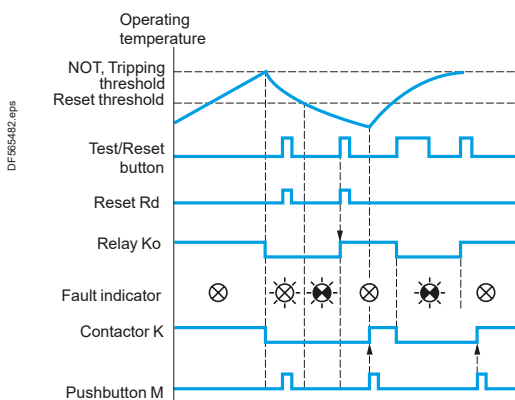 Operating
temperature
NOT, Tripping
threshold
Reset threshold
DF565482.eps
Test/Reset
button
Reset Rd
Relay Ko
Fault indicator
Contactor K
Pushbutton M